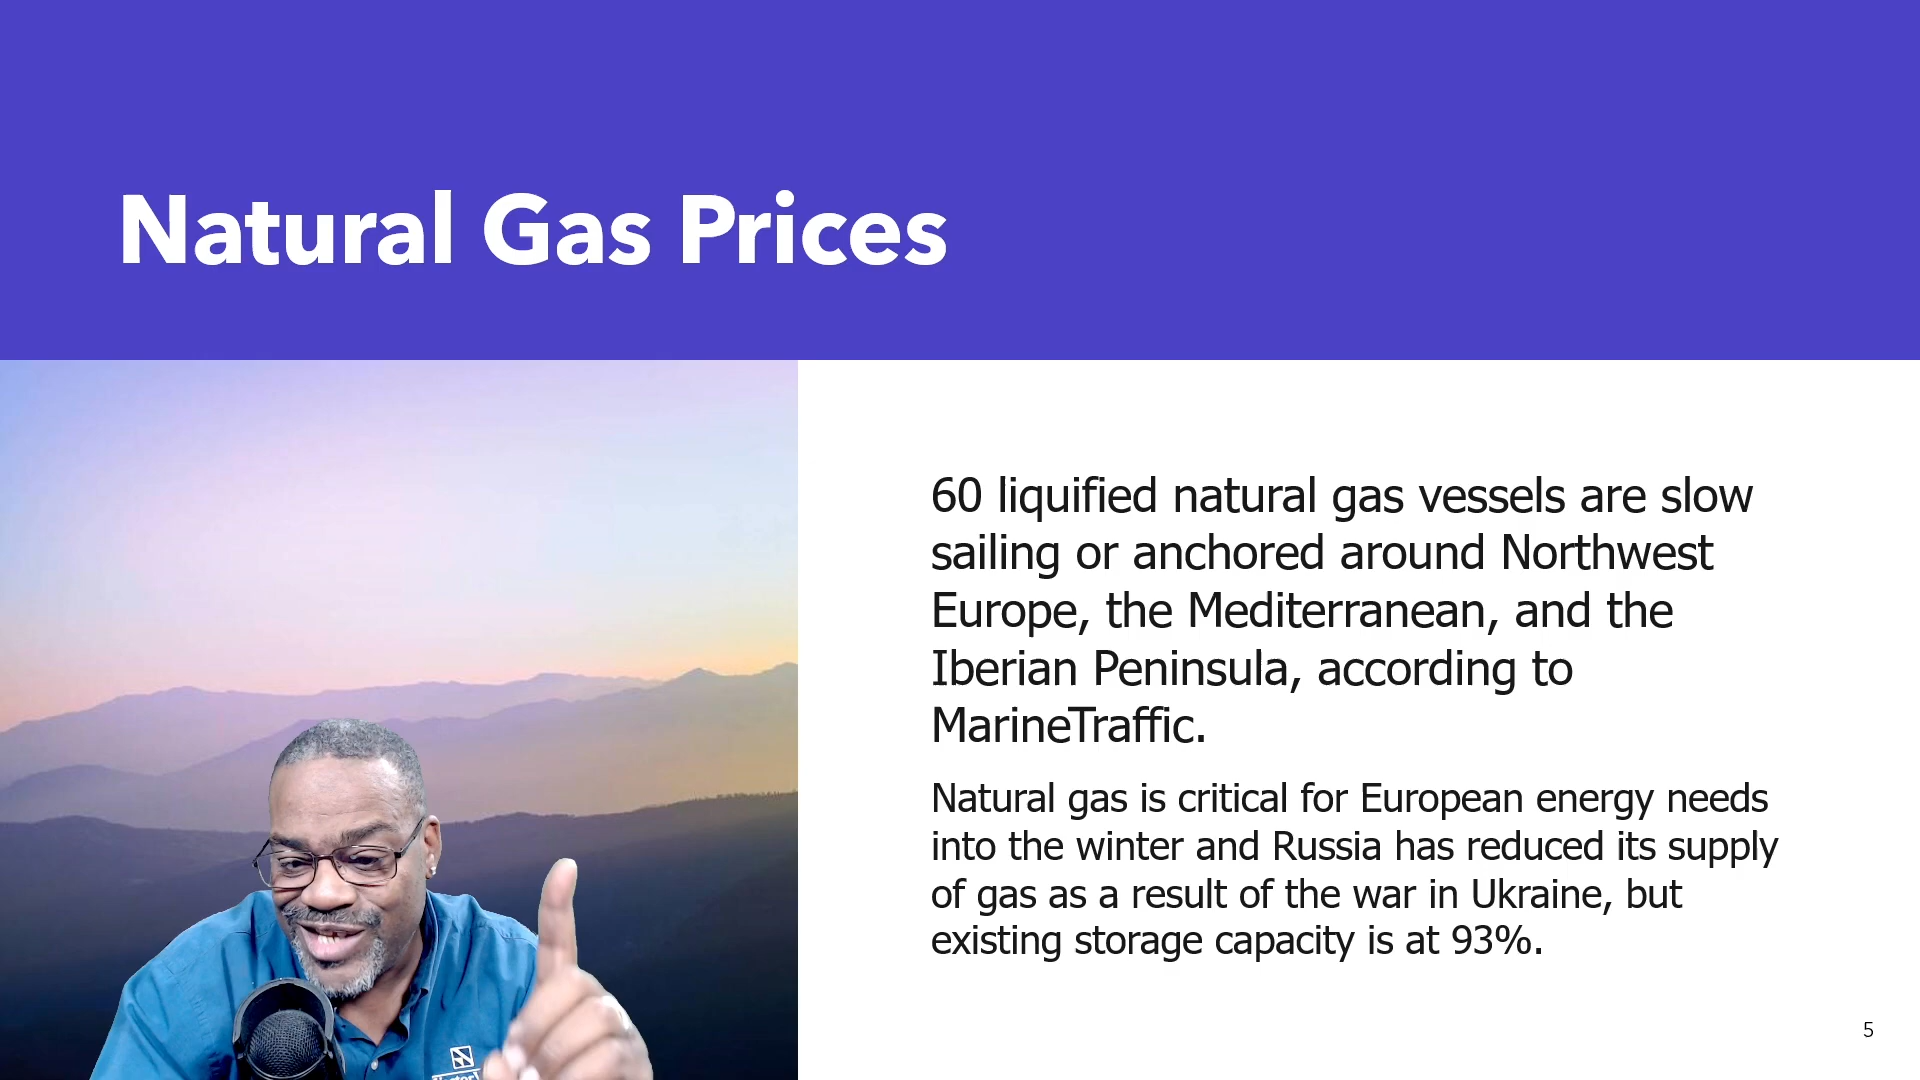 Natural Gas Prices
60 liquified natural gas vessels are slow
sailing or anchored around Northwest
Europe, the Mediterranean, and the
Iberian Peninsula, according to
MarineTraffic.
Natural gas is critical for European energy needs
into the winter and Russia has reduced its supply
of gas as a result of the war in Ukraine, but
existing storage capacity is at 93%.
5